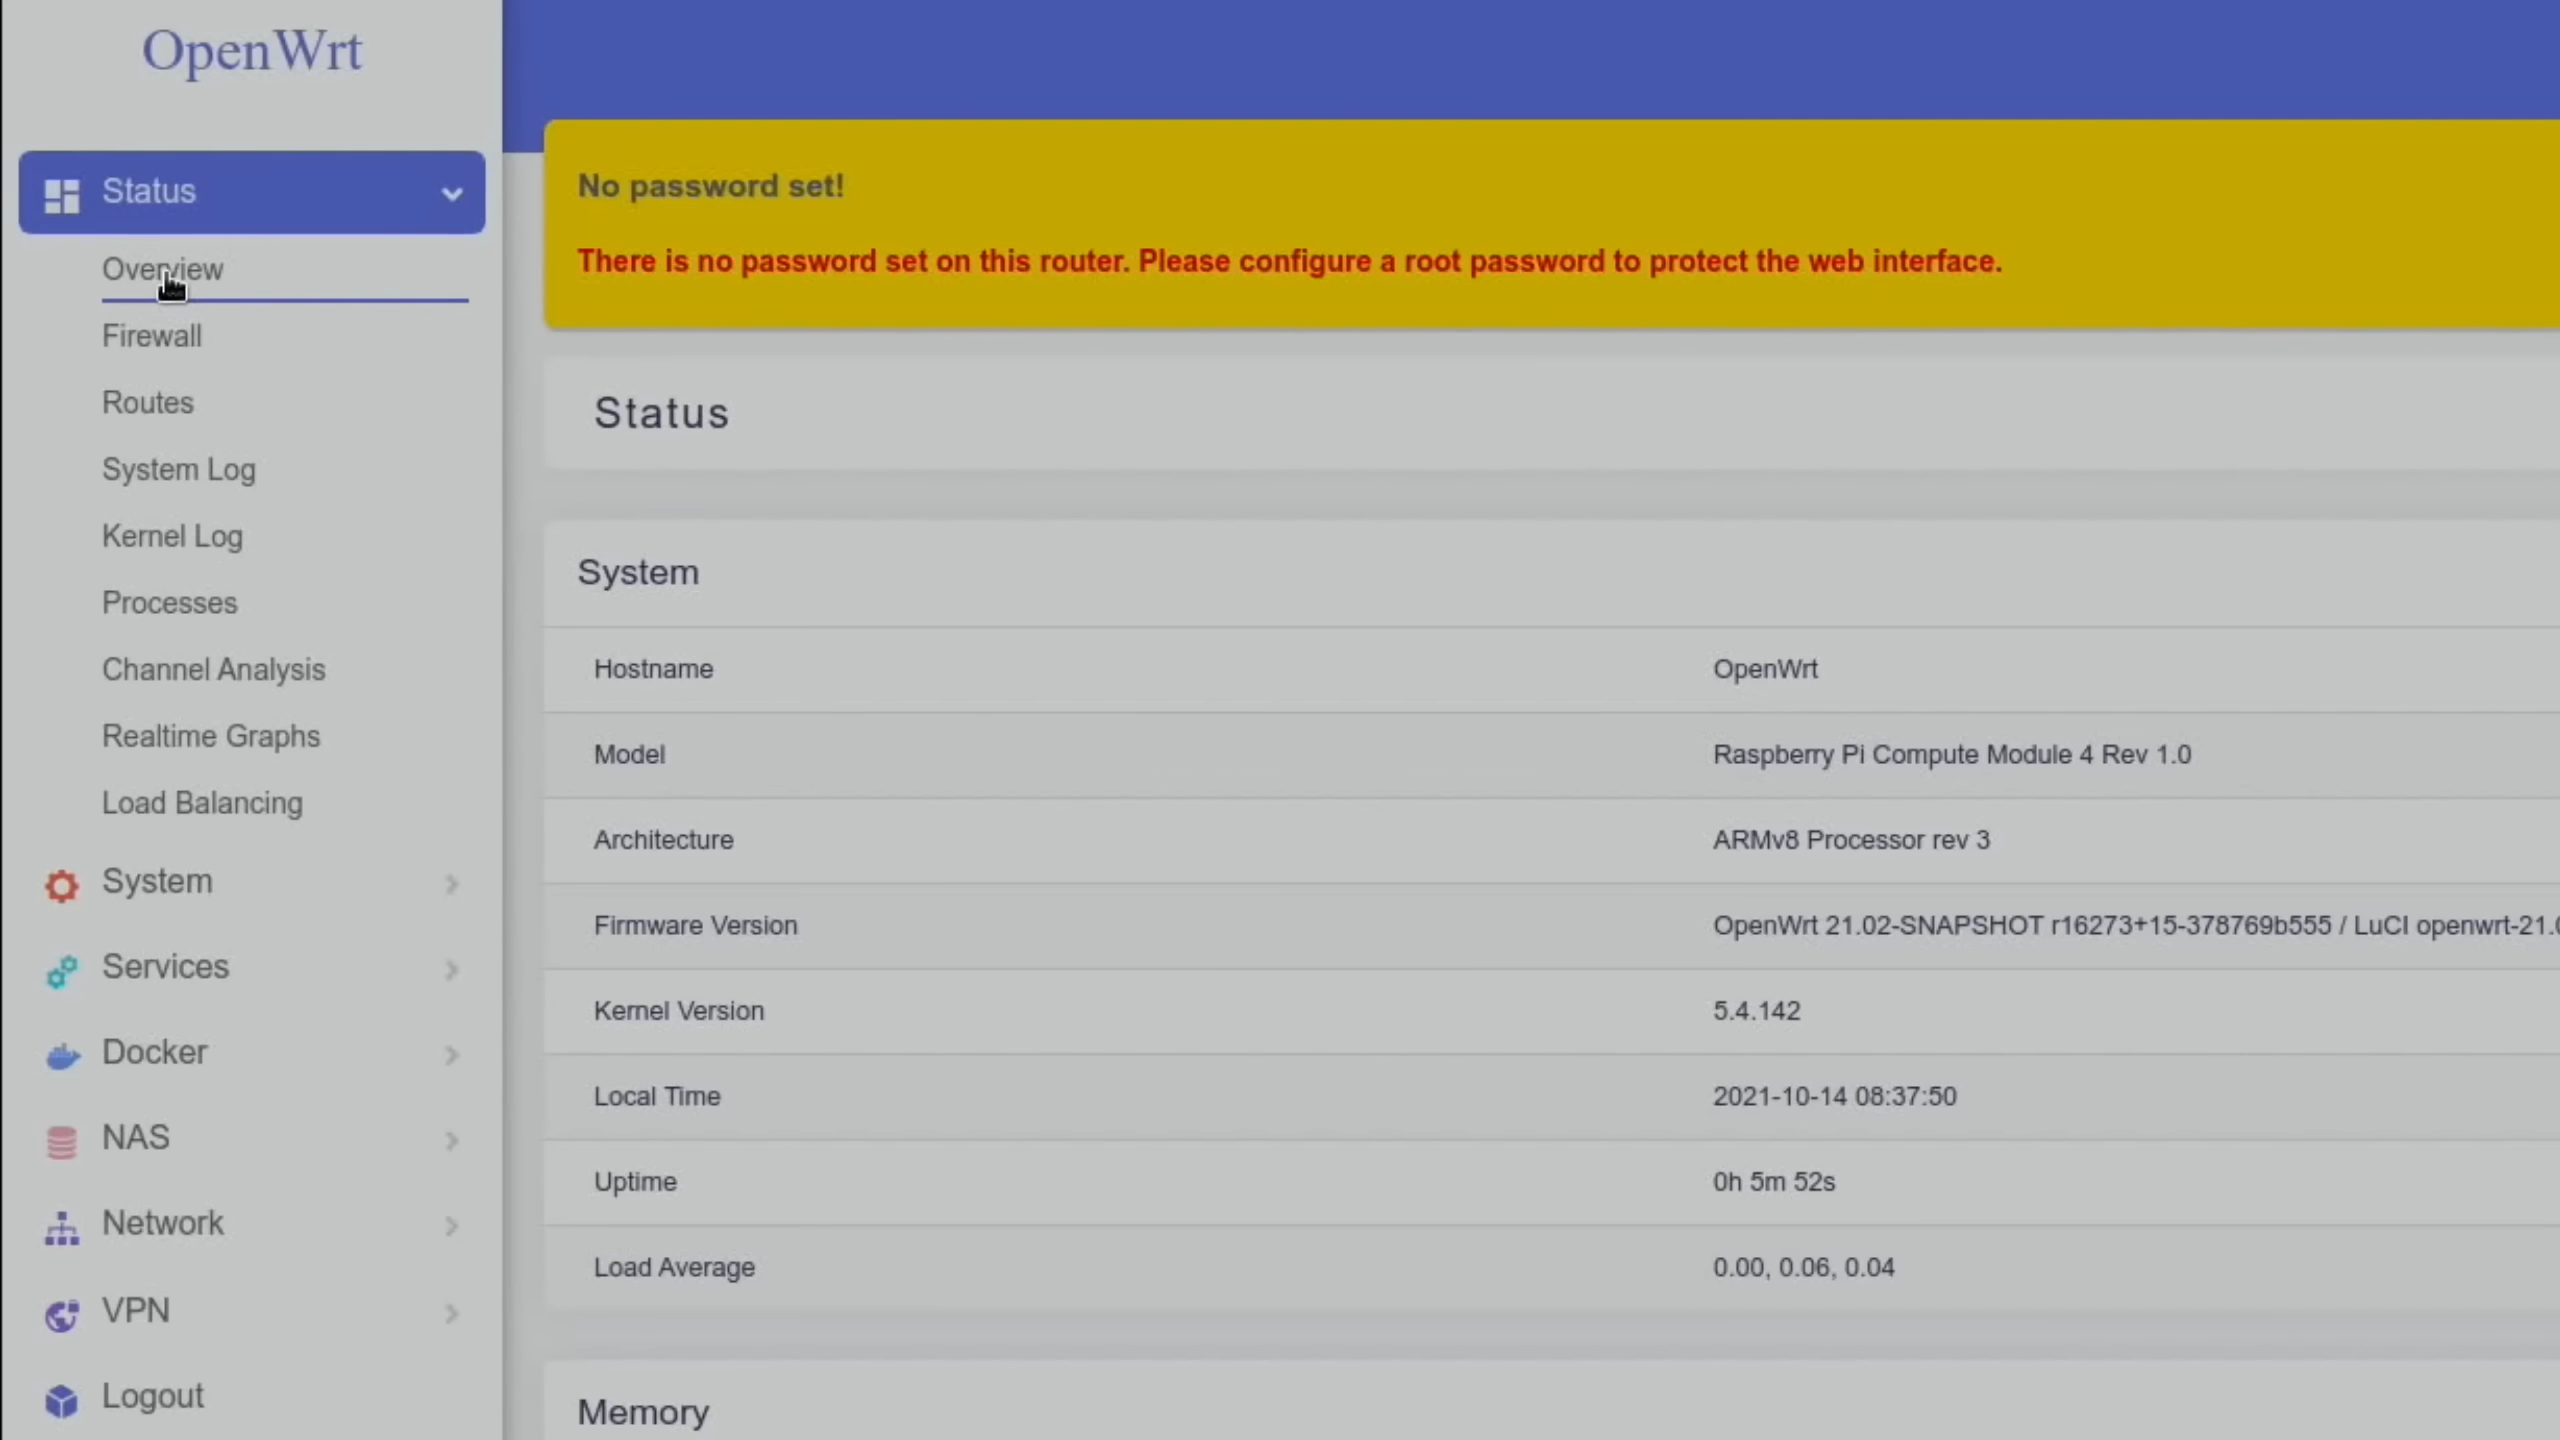 OpenWrt
Status
Overview
Firewall
Routes
System Log
Kernel Log
Processes
Channel Analysis
Realtime Graphs
Load Balancing
System
Services
Docker
NAS
Network
VPN
Logout
No password set!
There is no password set on this router. Please configure a root password to protect the web interface.
Status
System
Hostname OpenWrt
Model Raspberry Pi Compute Module 4 Rev 1.0
Architecture ARMv8 Processor rev 3
Firmware Version OpenWrt 21.02-SNAPSHOT r16273+15-378769b555 / LuCI openwrt-21.0
Kernel Version 5.4.142
Local Time 2021-10-14 08:37:50
Uptime 0h 5m 52s
Load Average 0.00, 0.06, 0.04
Memory